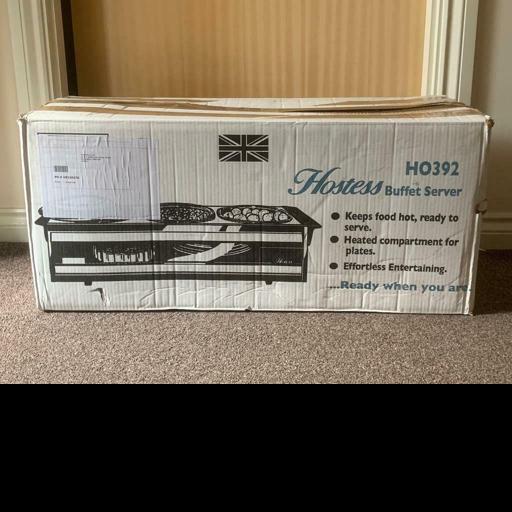 HO392
Hostess Buffet Server
Keeps food hot, ready to
serve.
Heated compartment for
plates.
Effortless Entertaining.
...Ready when you are.